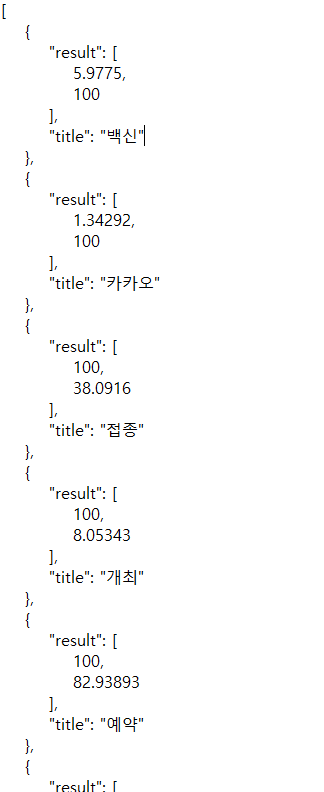 [
{
"result": [
5.9775,
100
],
"title": "백신"
},
{
"result": [
1.34292,
100
],
"title": "카카오"
},
{
"result": [
100,
38.0916
],
"title": "접종"
},
{
"result": [
100,
8.05343
],
"title": "개최"
},
{
"result": [
100,
82.93893
],
"title": "예약"
},
{
"result": [